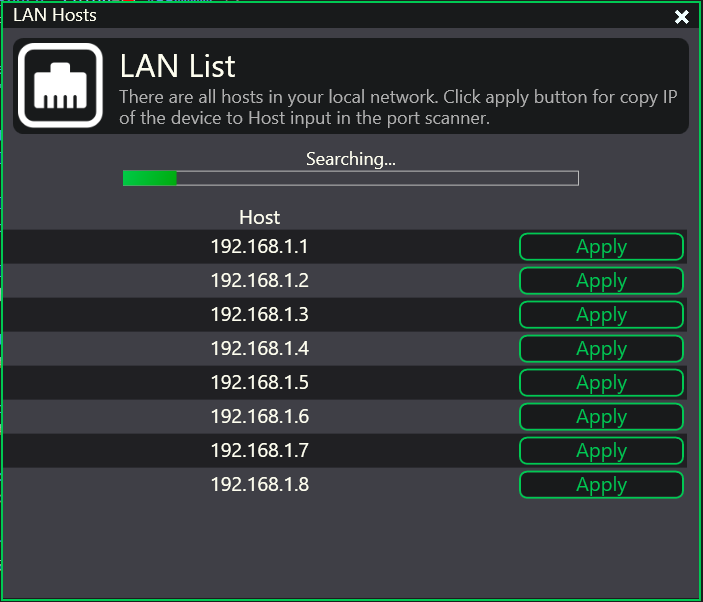 LAN Hosts
LAN List
There are all hosts in your local network. Click apply button for copy IP
of the device to Host input in the port scanner.
Searching...
Host
192.168.1.1 Apply
192.168.1.2 Apply
192.168.1.3 Apply
192.168.1.4 Apply
192.168.1.5 Apply
192.168.1.6 Apply
192.168.1.7 Apply
192.168.1.8 Apply